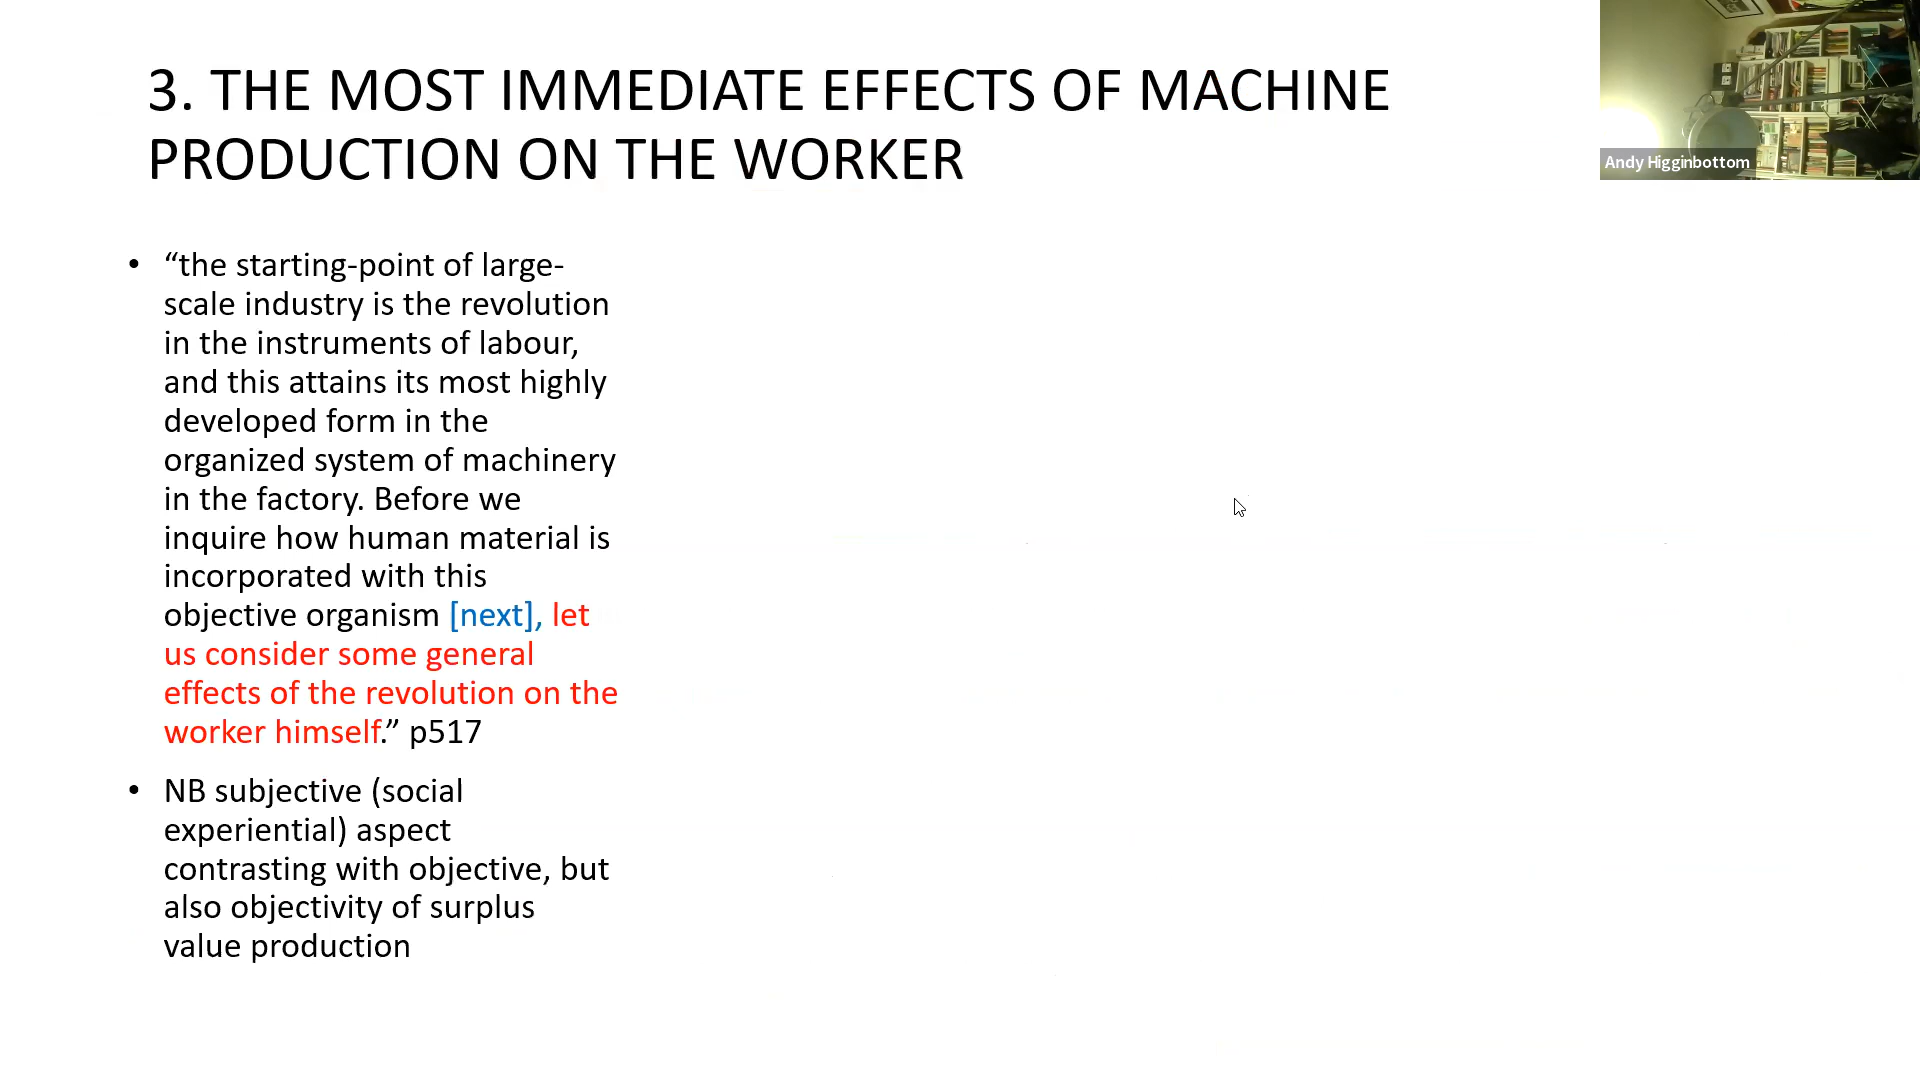 3. THE MOST IMMEDIATE EFFECTS OF MACHINE
PRODUCTION ON THE WORKER
Andy Higginbottom
• “the starting-point of large-
scale industry is the revolution
in the instruments of labour,
and this attains its most highly
developed form in the
organized system of machinery
in the factory. Before we
inquire how human material is
incorporated with this
objective organism [next], let
us consider some general
effects of the revolution on the
worker himself.” p517
• NB subjective (social
experiential) aspect
contrasting with objective, but
also objectivity of surplus
value production